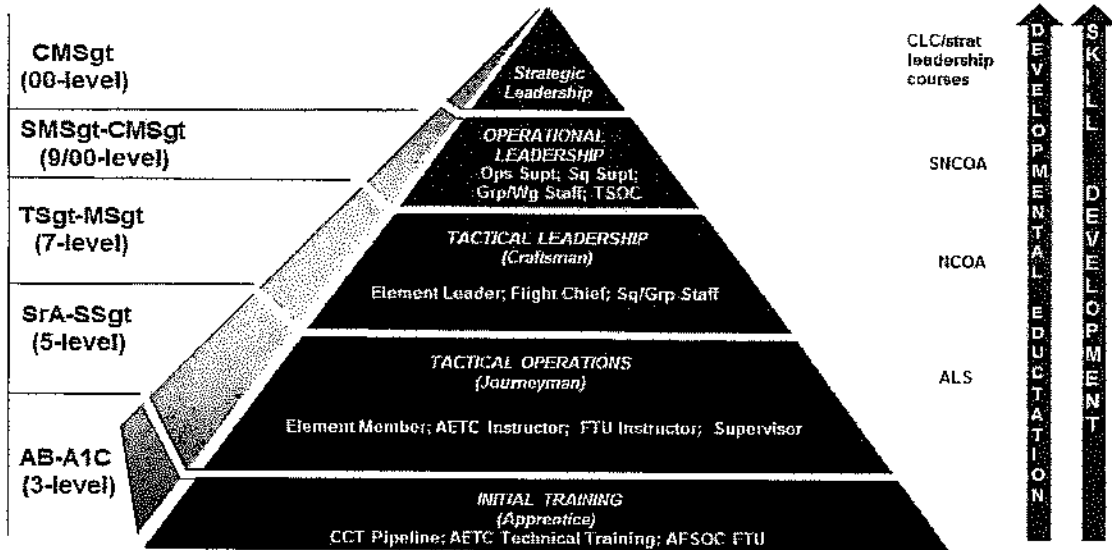 CMSgt
(00-level)
SMSgt-CMSgt
(9/00-level)
TSgt-MSgt
(7-level)
SrA-SSgt
(5-level)
AB-A1C
(3-level)
Strategic
Leadership
OPERATIONAL
LEADERSHIP
Ops Supt; Sq Supt;
Grp/Wg Staff; TSOC
TACTICAL LEADERSHIP
(Craftsman)
Element Leader; Flight Chief; Sq/Grp Staff
TACTICAL OPERATIONS
(Journeyman)
Element Member; AETC Instructor; FTU Instructor; Supervisor
INITIAL TRAINING
(Apprentice)
CCT Pipeline; AETC Technical Training; AFSOC FTU
CLC/strat
leadership
courses
SNCOA
NCOA
ALS
DEVELOPMENTAL EDUCTATION
SKILL DEVELOPMENT